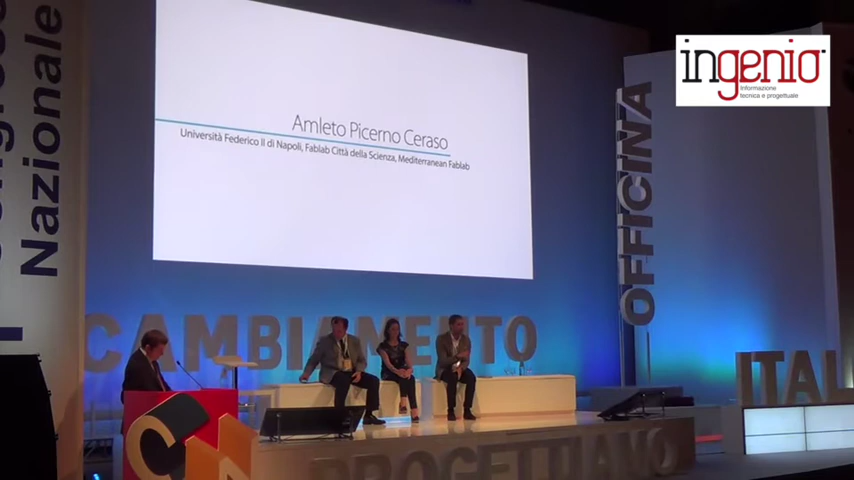 Nazionale
Amleto Picerno Ceraso
Università Federico II di Napoli, Fablab Città della Scienza, Mediterranean Fablab
ingenio
Informazione
tecnica e progettuale
OFFICINA
CAMBIAMENTO
ITAL
PROGETTIAMO